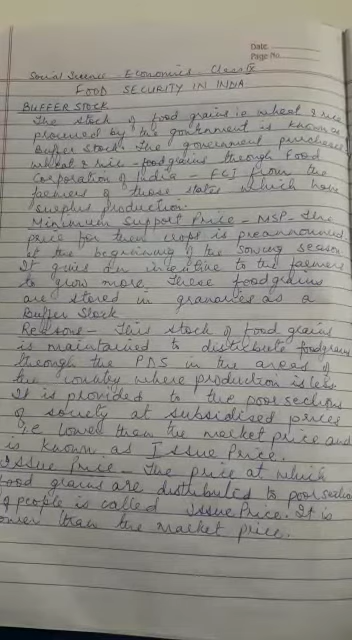 Date
Page No
Social Science - Economics - Class IX
FOOD SECURITY IN INDIA
BUFFER STOCK
The stock of food grains i.e wheat & rice
procured by the government is known as
Buffer Stock. The government purchases
wheat & rice - foodgrains through Food
Corporation of India - FCI from the
farmers of those states which have
surplus production.
Minimum Support Price - MSP - The
price for their crops is preannounced
at the beginning of the sowing season
It gives an incentive to the farmers
to grow more. These foodgrains
are stored in granaries as a
Buffer Stock
Reasons - This stock of food grains
is maintained to distribute foodgrains
through the PDS in the areas of
the country where production is less.
It is provided to the poor sections
of society at subsidised prices
i.e lower than the market price and
is known as Issue Price.
Issue Price - The price at which
food grains are distributed to poor section
of people is called Issue Price. It is
lower than the market price.